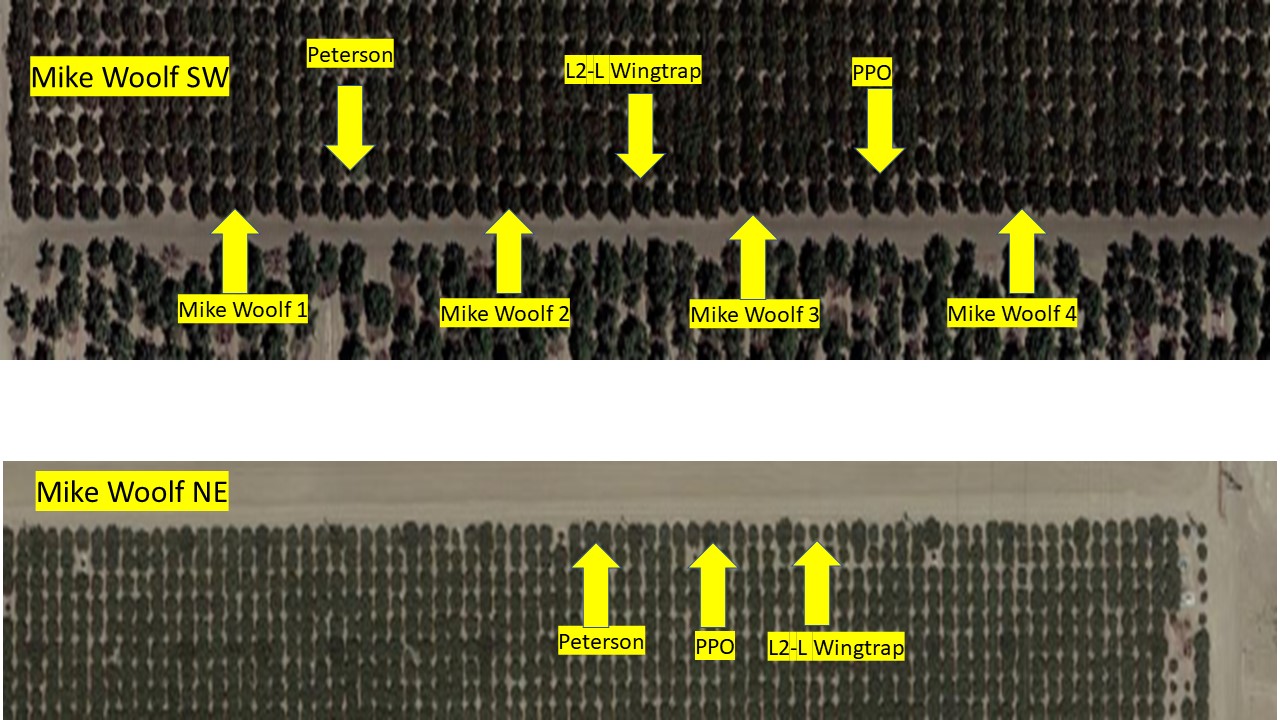 Mike Woolf SW
Peterson
L2-L Wingtrap
PPO
Mike Woolf 1
Mike Woolf 2
Mike Woolf 3
Mike Woolf 4
Mike Woolf NE
Peterson
PPO
L2-L Wingtrap